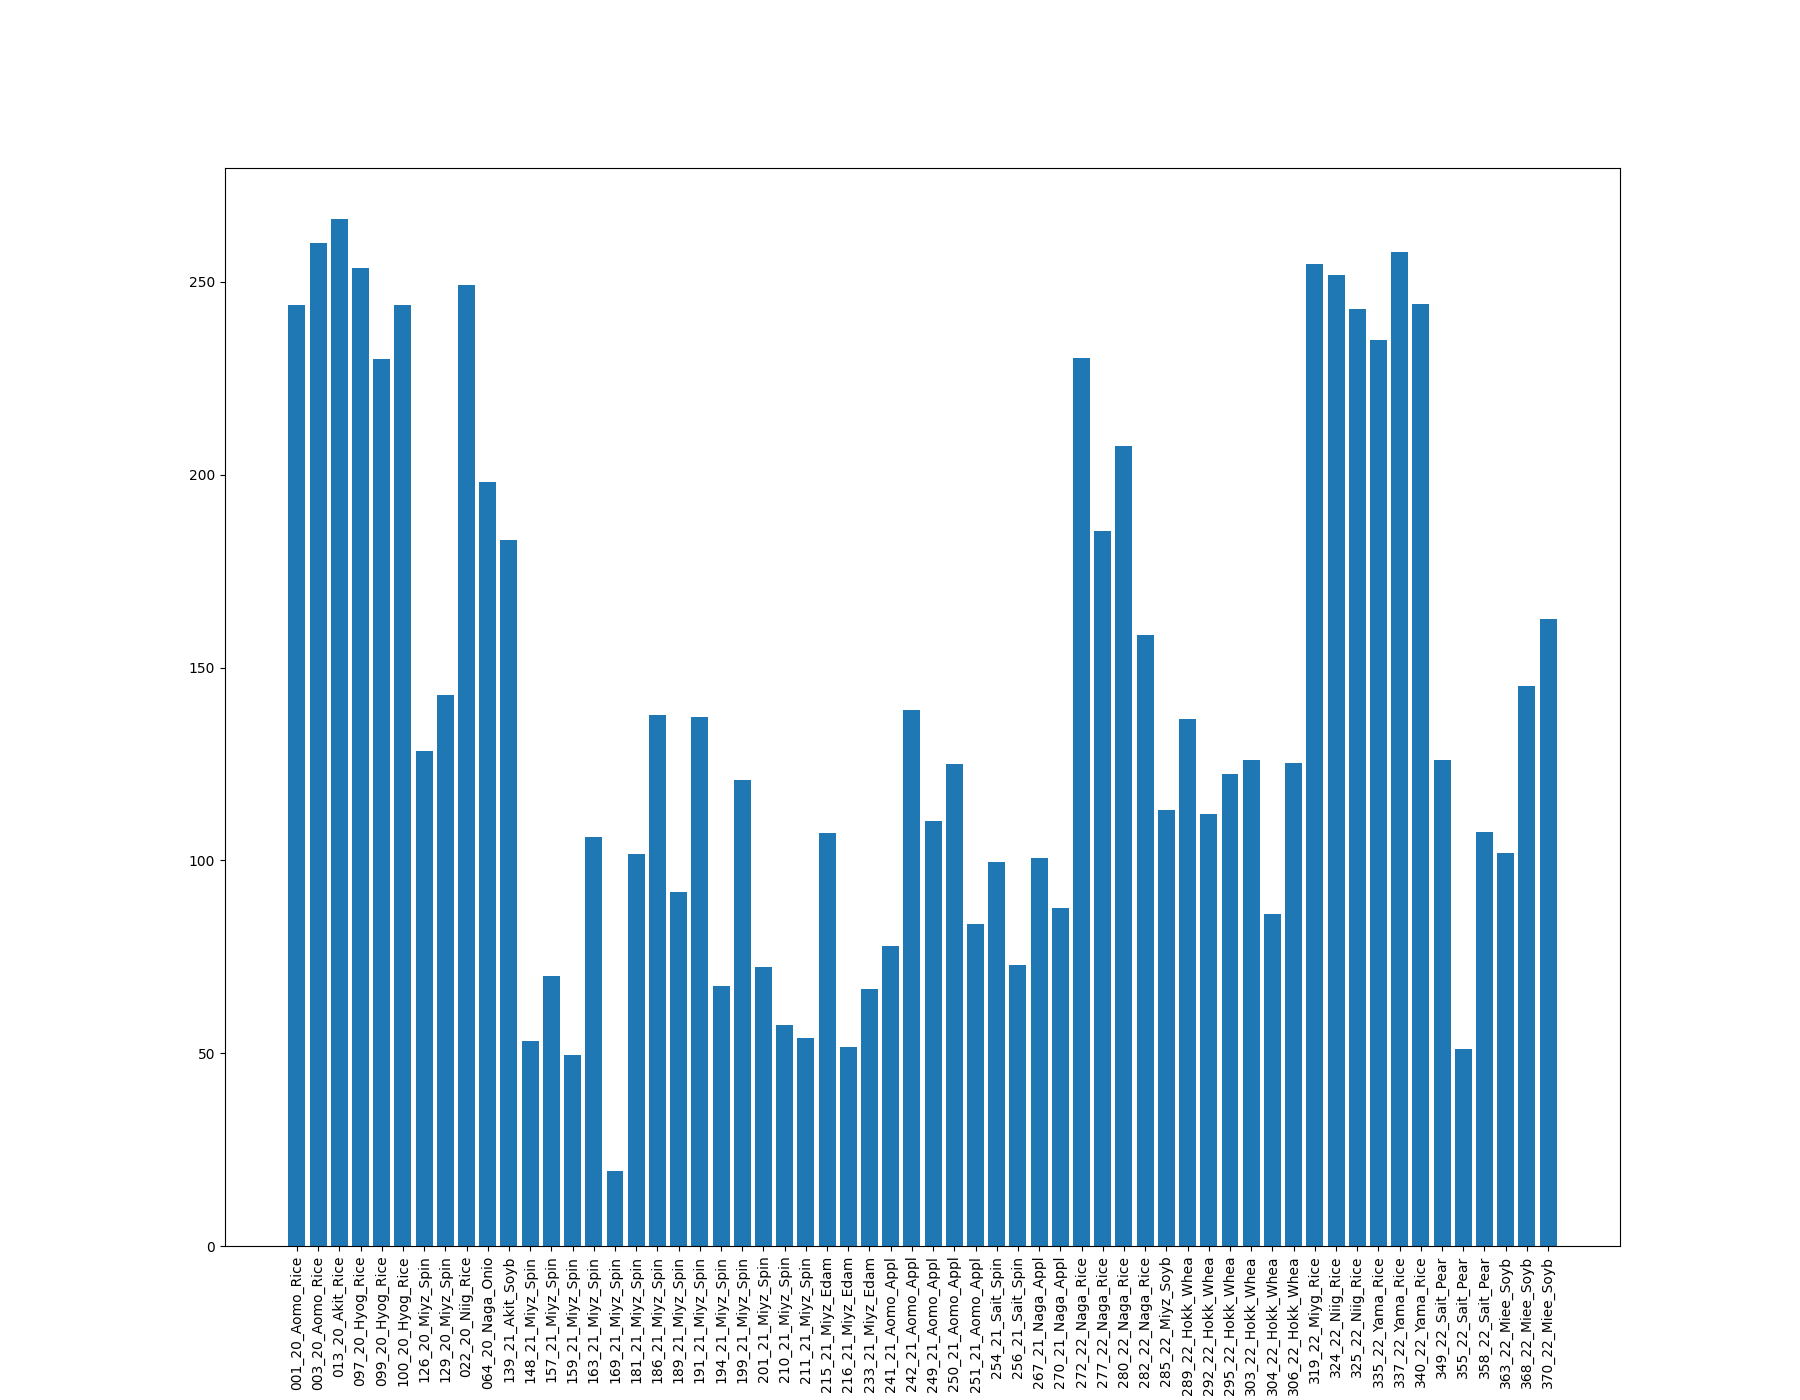 250
200
150
100
50
0
001_20_Aomo_Rice
003_20_Aomo_Rice
013_20_Akit_Rice
097_20_Hyog_Rice
099_20_Hyog_Rice
100_20_Hyog_Rice
126_20_Miyz_Spin
129_20_Miyz_Spin
022_20_Niig_Rice
064_20_Naga_Onio
139_21_Akit_Soyb
148_21_Miyz_Spin
157_21_Miyz_Spin
159_21_Miyz_Spin
163_21_Miyz_Spin
169_21_Miyz_Spin
181_21_Miyz_Spin
186_21_Miyz_Spin
189_21_Miyz_Spin
191_21_Miyz_Spin
194_21_Miyz_Spin
199_21_Miyz_Spin
201_21_Miyz_Spin
210_21_Miyz_Spin
211_21_Miyz_Spin
215_21_Miyz_Edam
216_21_Miyz_Edam
233_21_Miyz_Edam
241_21_Aomo_Appl
242_21_Aomo_Appl
249_21_Aomo_Appl
250_21_Aomo_Appl
251_21_Aomo_Appl
254_21_Sait_Spin
256_21_Sait_Spin
267_21_Naga_Appl
270_21_Naga_Appl
272_22_Naga_Rice
277_22_Naga_Rice
280_22_Naga_Rice
282_22_Naga_Rice
285_22_Miyz_Soyb
289_22_Hokk_Whea
292_22_Hokk_Whea
295_22_Hokk_Whea
303_22_Hokk_Whea
304_22_Hokk_Whea
306_22_Hokk_Whea
319_22_Miyg_Rice
324_22_Niig_Rice
325_22_Niig_Rice
335_22_Yama_Rice
337_22_Yama_Rice
340_22_Yama_Rice
349_22_Sait_Pear
355_22_Sait_Pear
358_22_Sait_Pear
363_22_Miee_Soyb
368_22_Miee_Soyb
370_22_Miee_Soyb